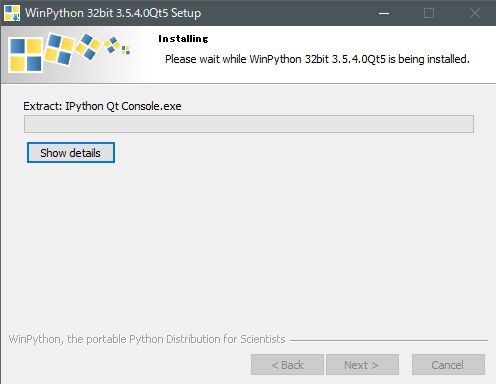 WinPython 32bit 3.5.4.0Qt5 Setup
Installing
Please wait while WinPython 32bit 3.5.4.0Qt5 is being installed.
Extract: IPython Qt Console.exe
Show details
WinPython, the portable Python Distribution for Scientists
< Back
Next >
Cancel